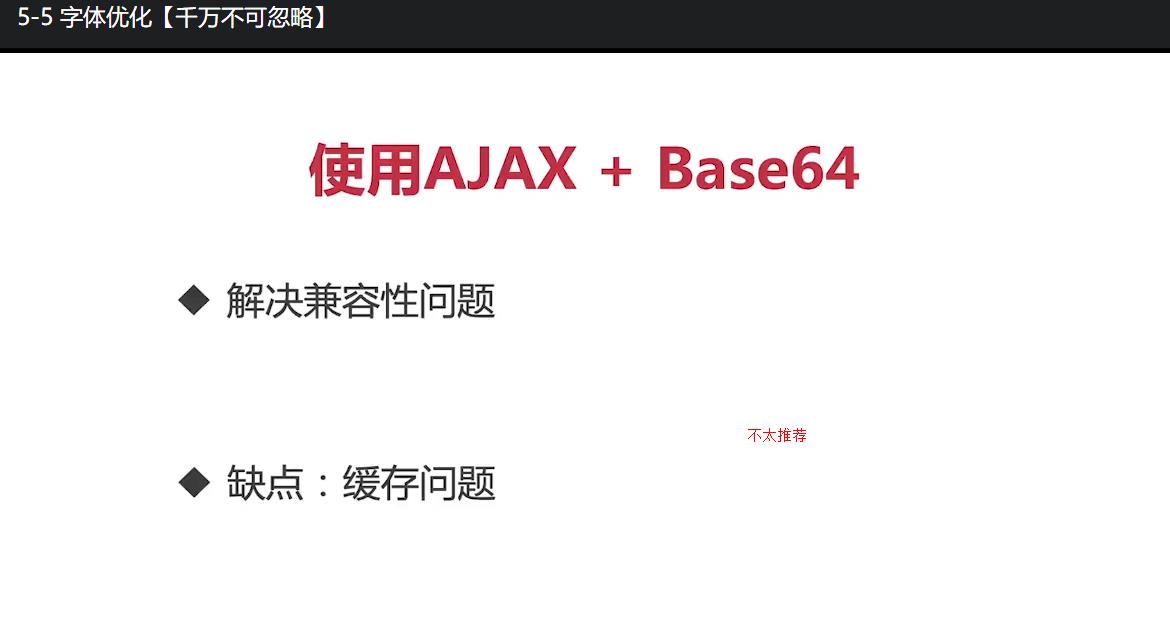 5-5 字体优化【千万不可忽略】
使用AJAX + Base64
◆ 解决兼容性问题
不太推荐
◆ 缺点：缓存问题